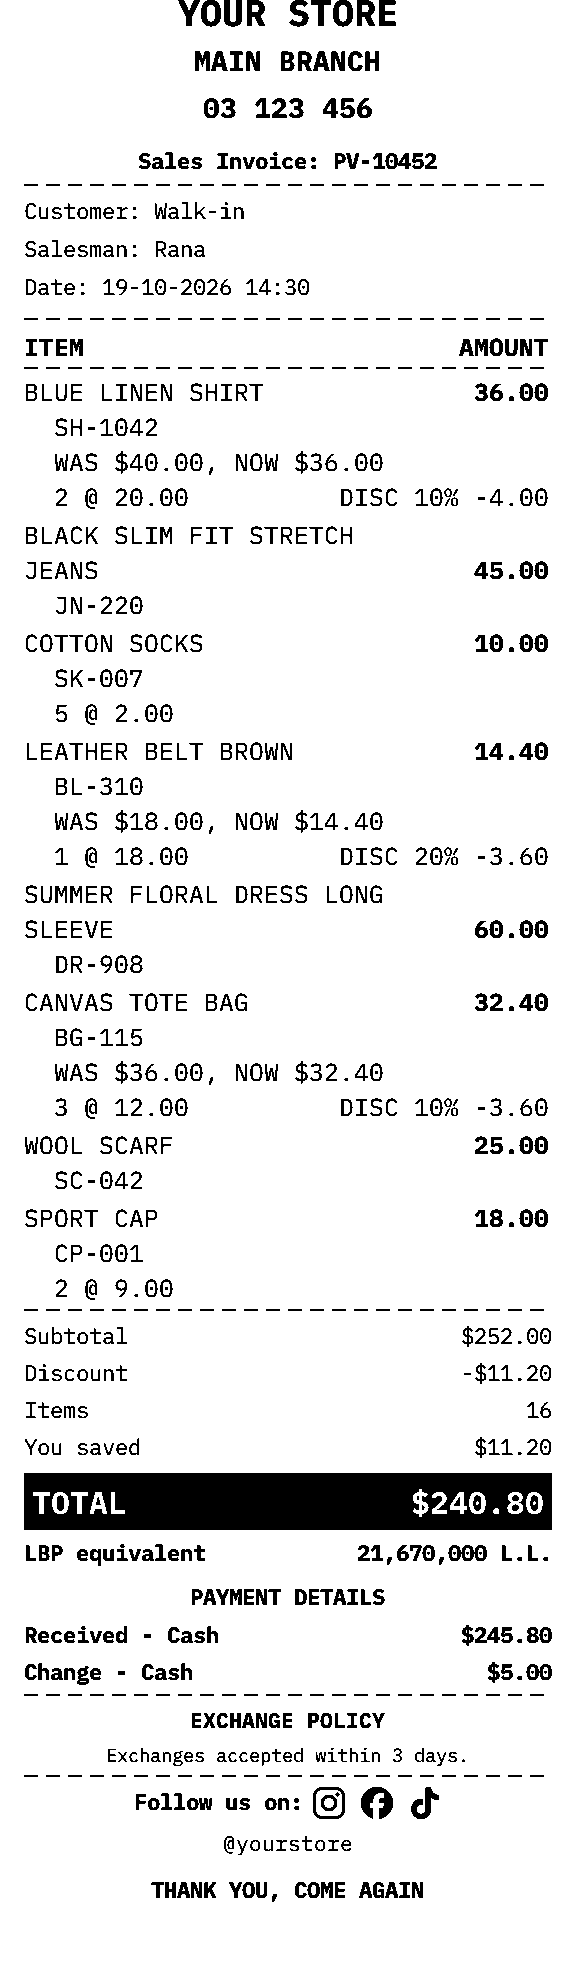 YOUR STORE
MAIN BRANCH
03 123 456
Sales Invoice: PV-10452
Customer: Walk-in
Salesman: Rana
Date: 19-10-2026 14:30
ITEM AMOUNT
BLUE LINEN SHIRT 36.00
SH-1042
WAS $40.00, NOW $36.00
2 @ 20.00 DISC 10% -4.00
BLACK SLIM FIT STRETCH
JEANS 45.00
JN-220
COTTON SOCKS 10.00
SK-007
5 @ 2.00
LEATHER BELT BROWN 14.40
BL-310
WAS $18.00, NOW $14.40
1 @ 18.00 DISC 20% -3.60
SUMMER FLORAL DRESS LONG
SLEEVE 60.00
DR-908
CANVAS TOTE BAG 32.40
BG-115
WAS $36.00, NOW $32.40
3 @ 12.00 DISC 10% -3.60
WOOL SCARF 25.00
SC-042
SPORT CAP 18.00
CP-001
2 @ 9.00
Subtotal $252.00
Discount -$11.20
Items 16
You saved $11.20
TOTAL $240.80
LBP equivalent 21,670,000 L.L.
PAYMENT DETAILS
Received - Cash $245.80
Change - Cash $5.00
EXCHANGE POLICY
Exchanges accepted within 3 days.
Follow us on:
@yourstore
THANK YOU, COME AGAIN